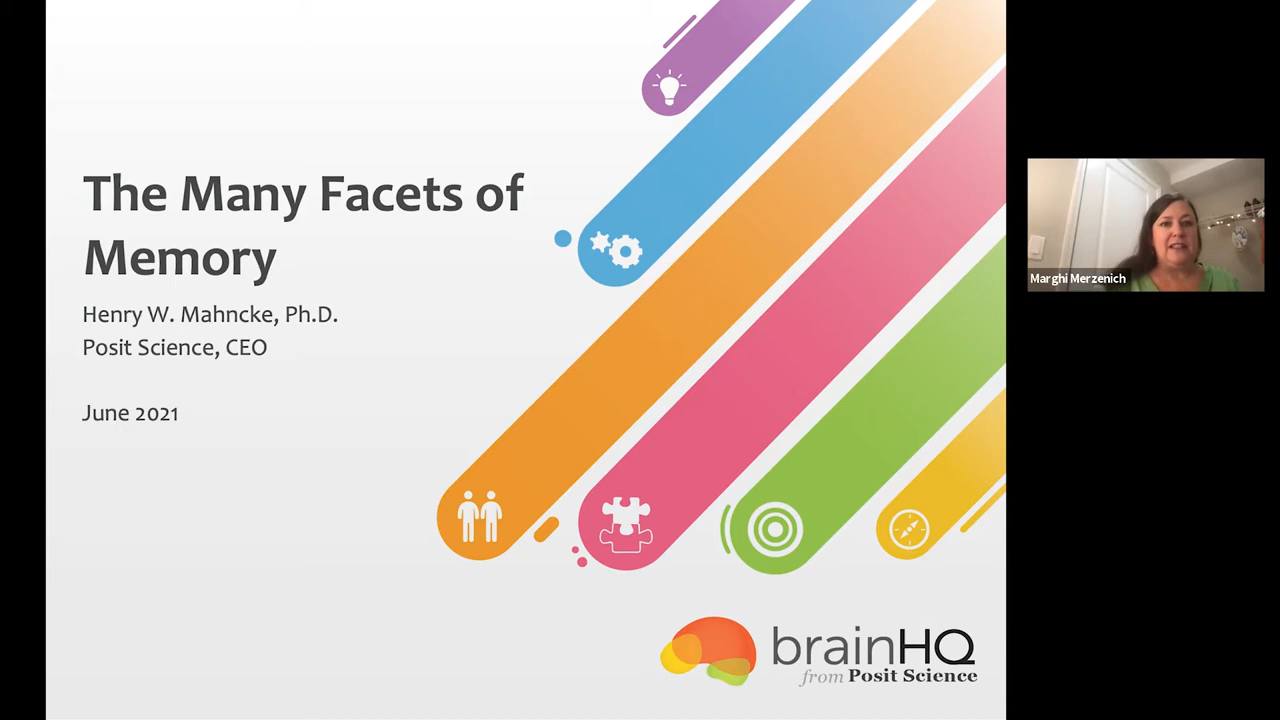 The Many Facets of
Memory
Henry W. Mahncke, Ph.D.
Posit Science, CEO
June 2021
brainHQ
from Posit Science
Marghi Merzenich